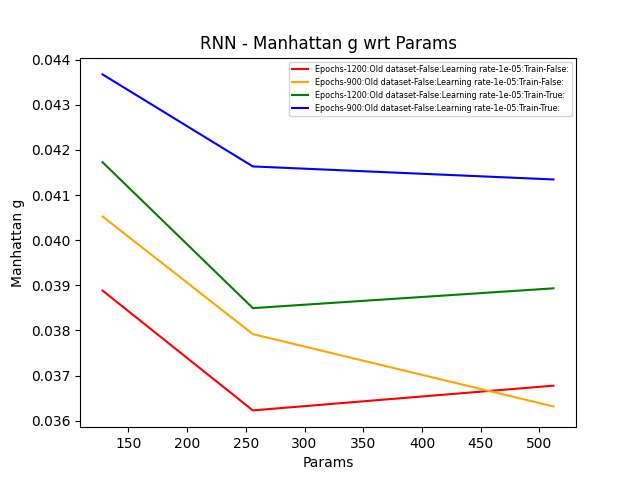 RNN - Manhattan g wrt Params
Epochs-1200:Old dataset-False:Learning rate-1e-05:Train-False:
Epochs-900:Old dataset-False:Learning rate-1e-05:Train-False:
Epochs-1200:Old dataset-False:Learning rate-1e-05:Train-True:
Epochs-900:Old dataset-False:Learning rate-1e-05:Train-True:
Manhattan g
0.044
0.043
0.042
0.041
0.040
0.039
0.038
0.037
0.036
150 200 250 300 350 400 450 500
Params